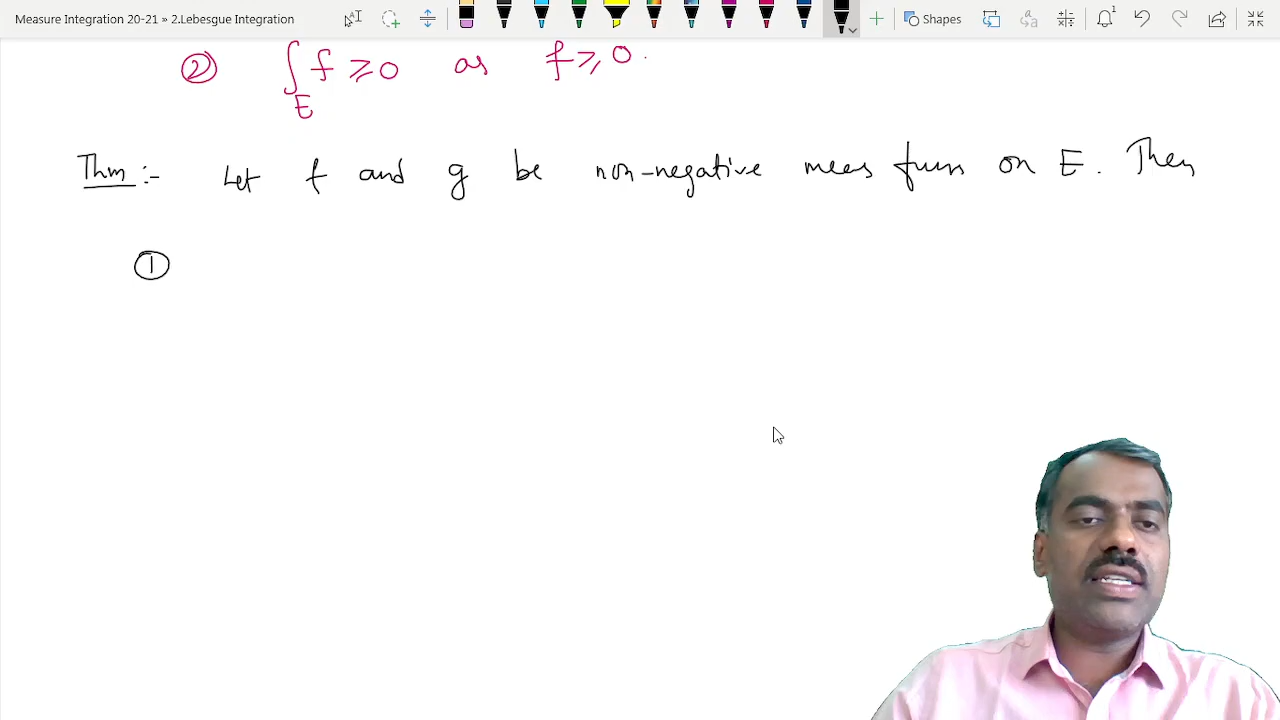 Measure Integration 20-21 » 2.Lebesgue Integration
Shapes
② ∫_E f ≥ 0 as f ≥ 0.
Thm :- Let f and g be non-negative meas funs on E. Then
①